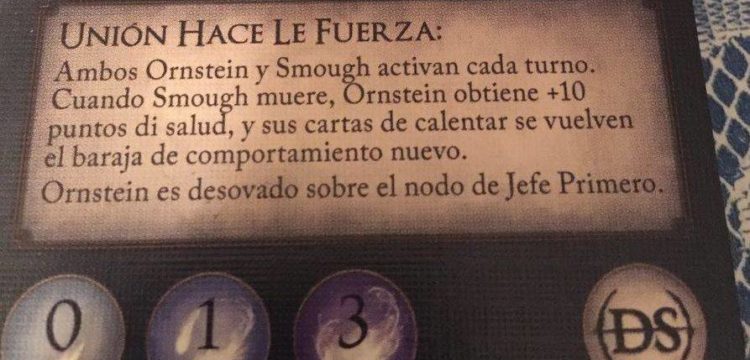 UNIÓN HACE LE FUERZA:
Ambos Ornstein y Smough activan cada turno.
Cuando Smough muere, Ornstein obtiene +10
puntos di salud, y sus cartas de calentar se vuelven
el baraja de comportamiento nuevo.
Ornstein es desovado sobre el nodo de Jefe Primero.
0 1 3 DS